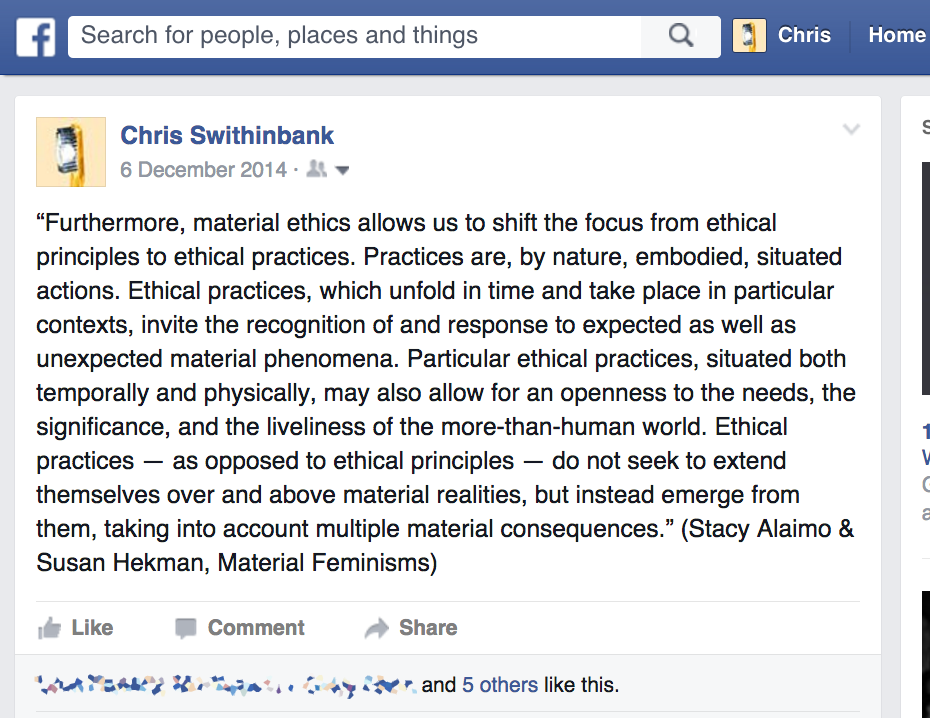 Search for people, places and things
Chris
Home
Chris Swithinbank
6 December 2014 ·
“Furthermore, material ethics allows us to shift the focus from ethical
principles to ethical practices. Practices are, by nature, embodied, situated
actions. Ethical practices, which unfold in time and take place in particular
contexts, invite the recognition of and response to expected as well as
unexpected material phenomena. Particular ethical practices, situated both
temporally and physically, may also allow for an openness to the needs, the
significance, and the liveliness of the more-than-human world. Ethical
practices — as opposed to ethical principles — do not seek to extend
themselves over and above material realities, but instead emerge from
them, taking into account multiple material consequences.” (Stacy Alaimo &
Susan Hekman, Material Feminisms)
Like
Comment
Share
and 5 others like this.